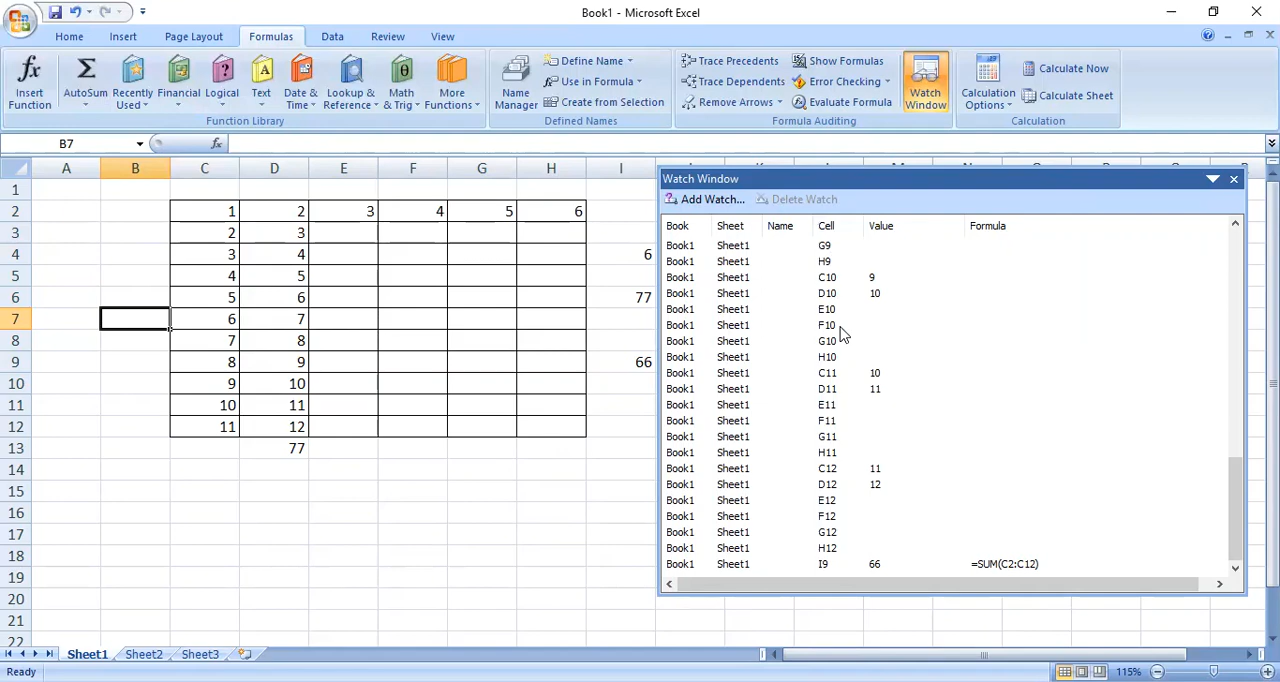 Book1 - Microsoft Excel
Home Insert Page Layout Formulas Data Review View
Insert Function
AutoSum
Recently Used
Financial
Logical
Text
Date & Time
Lookup & Reference
Math & Trig
More Functions
Function Library
Name Manager
Define Name
Use in Formula
Create from Selection
Defined Names
Trace Precedents
Trace Dependents
Remove Arrows
Show Formulas
Error Checking
Evaluate Formula
Formula Auditing
Watch Window
Calculation Options
Calculate Now
Calculate Sheet
Calculation
B7 fx
A B C D E F G H I
1
2 1 2 3 4 5 6
3 2 3
4 3 4 6
5 4 5
6 5 6 77
7 6 7
8 7 8
9 8 9 66
10 9 10
11 10 11
12 11 12
13 77
14
15
16
17
18
19
20
21
22
Watch Window
Add Watch... Delete Watch
Book Sheet Name Cell Value Formula
Book1 Sheet1 G9
Book1 Sheet1 H9
Book1 Sheet1 C10 9
Book1 Sheet1 D10 10
Book1 Sheet1 E10
Book1 Sheet1 F10
Book1 Sheet1 G10
Book1 Sheet1 H10
Book1 Sheet1 C11 10
Book1 Sheet1 D11 11
Book1 Sheet1 E11
Book1 Sheet1 F11
Book1 Sheet1 G11
Book1 Sheet1 H11
Book1 Sheet1 C12 11
Book1 Sheet1 D12 12
Book1 Sheet1 E12
Book1 Sheet1 F12
Book1 Sheet1 G12
Book1 Sheet1 H12
Book1 Sheet1 I9 66 =SUM(C2:C12)
Sheet1 Sheet2 Sheet3
Ready 115%